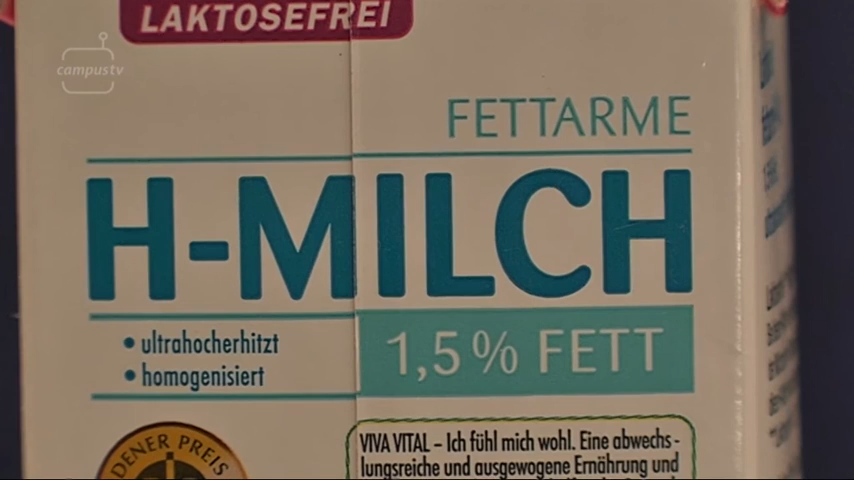 LAKTOSEFREI
campustv
FETTARME
H-MILCH
• ultrahocherhitzt
• homogenisiert
1,5% FETT
DENER PREIS
VIVA VITAL – Ich fühl mich wohl. Eine abwechs-
lungsreiche und ausgewogene Ernährung und